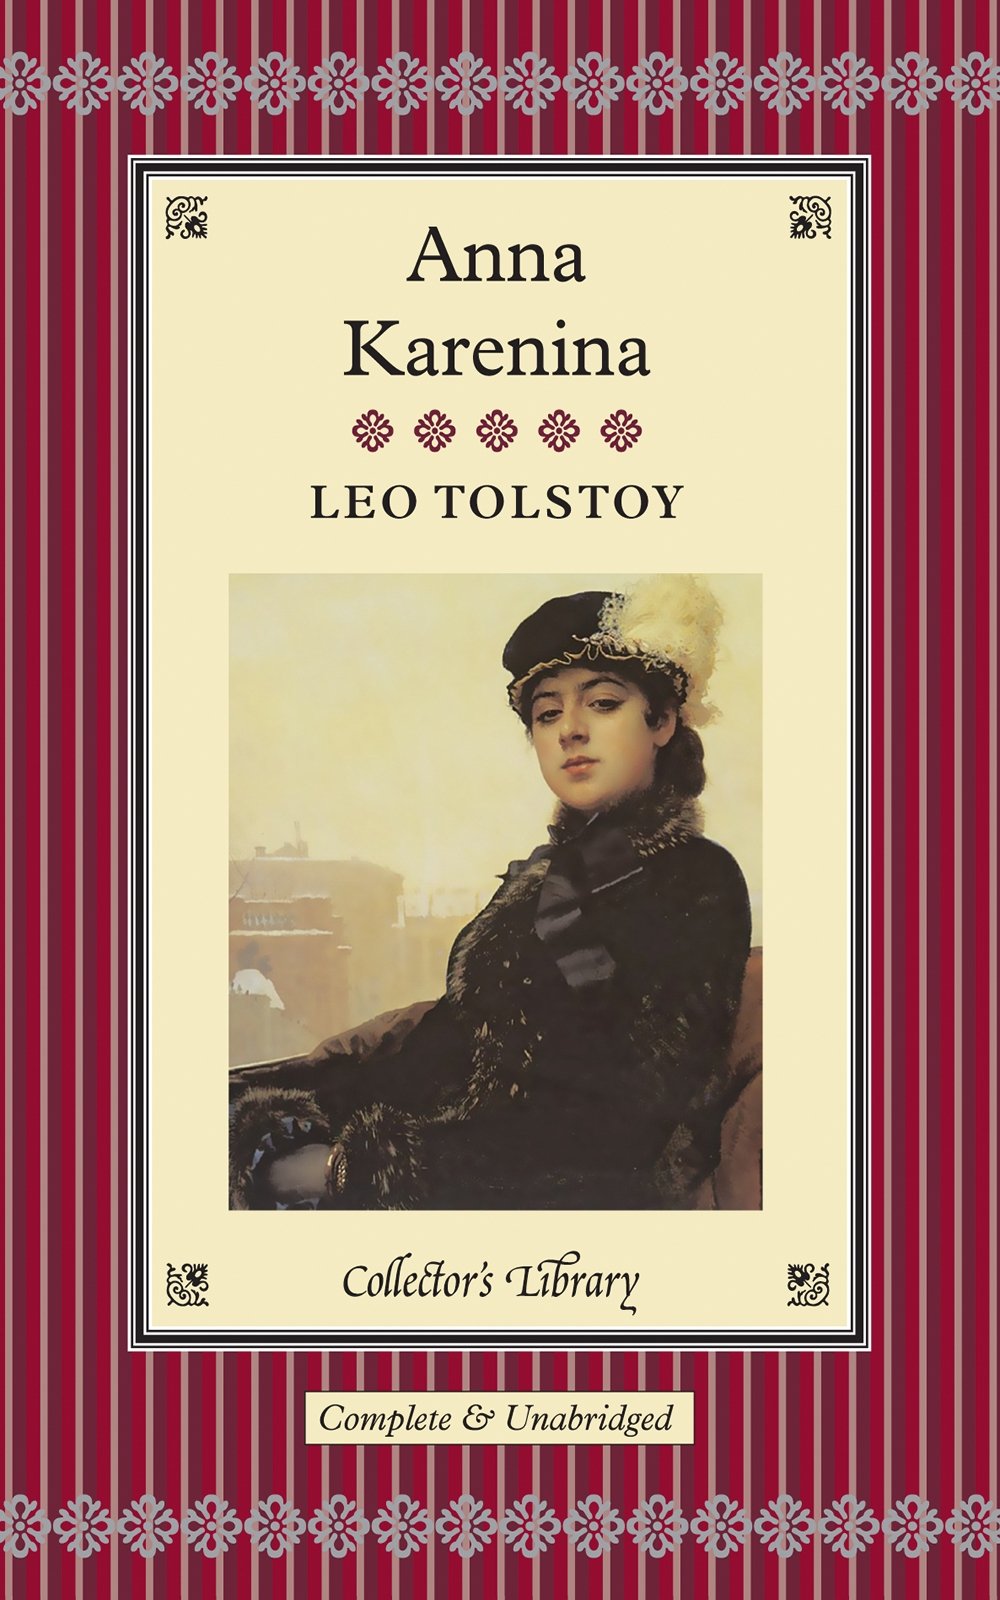 Anna
Karenina
LEO TOLSTOY
Collector's Library
Complete & Unabridged